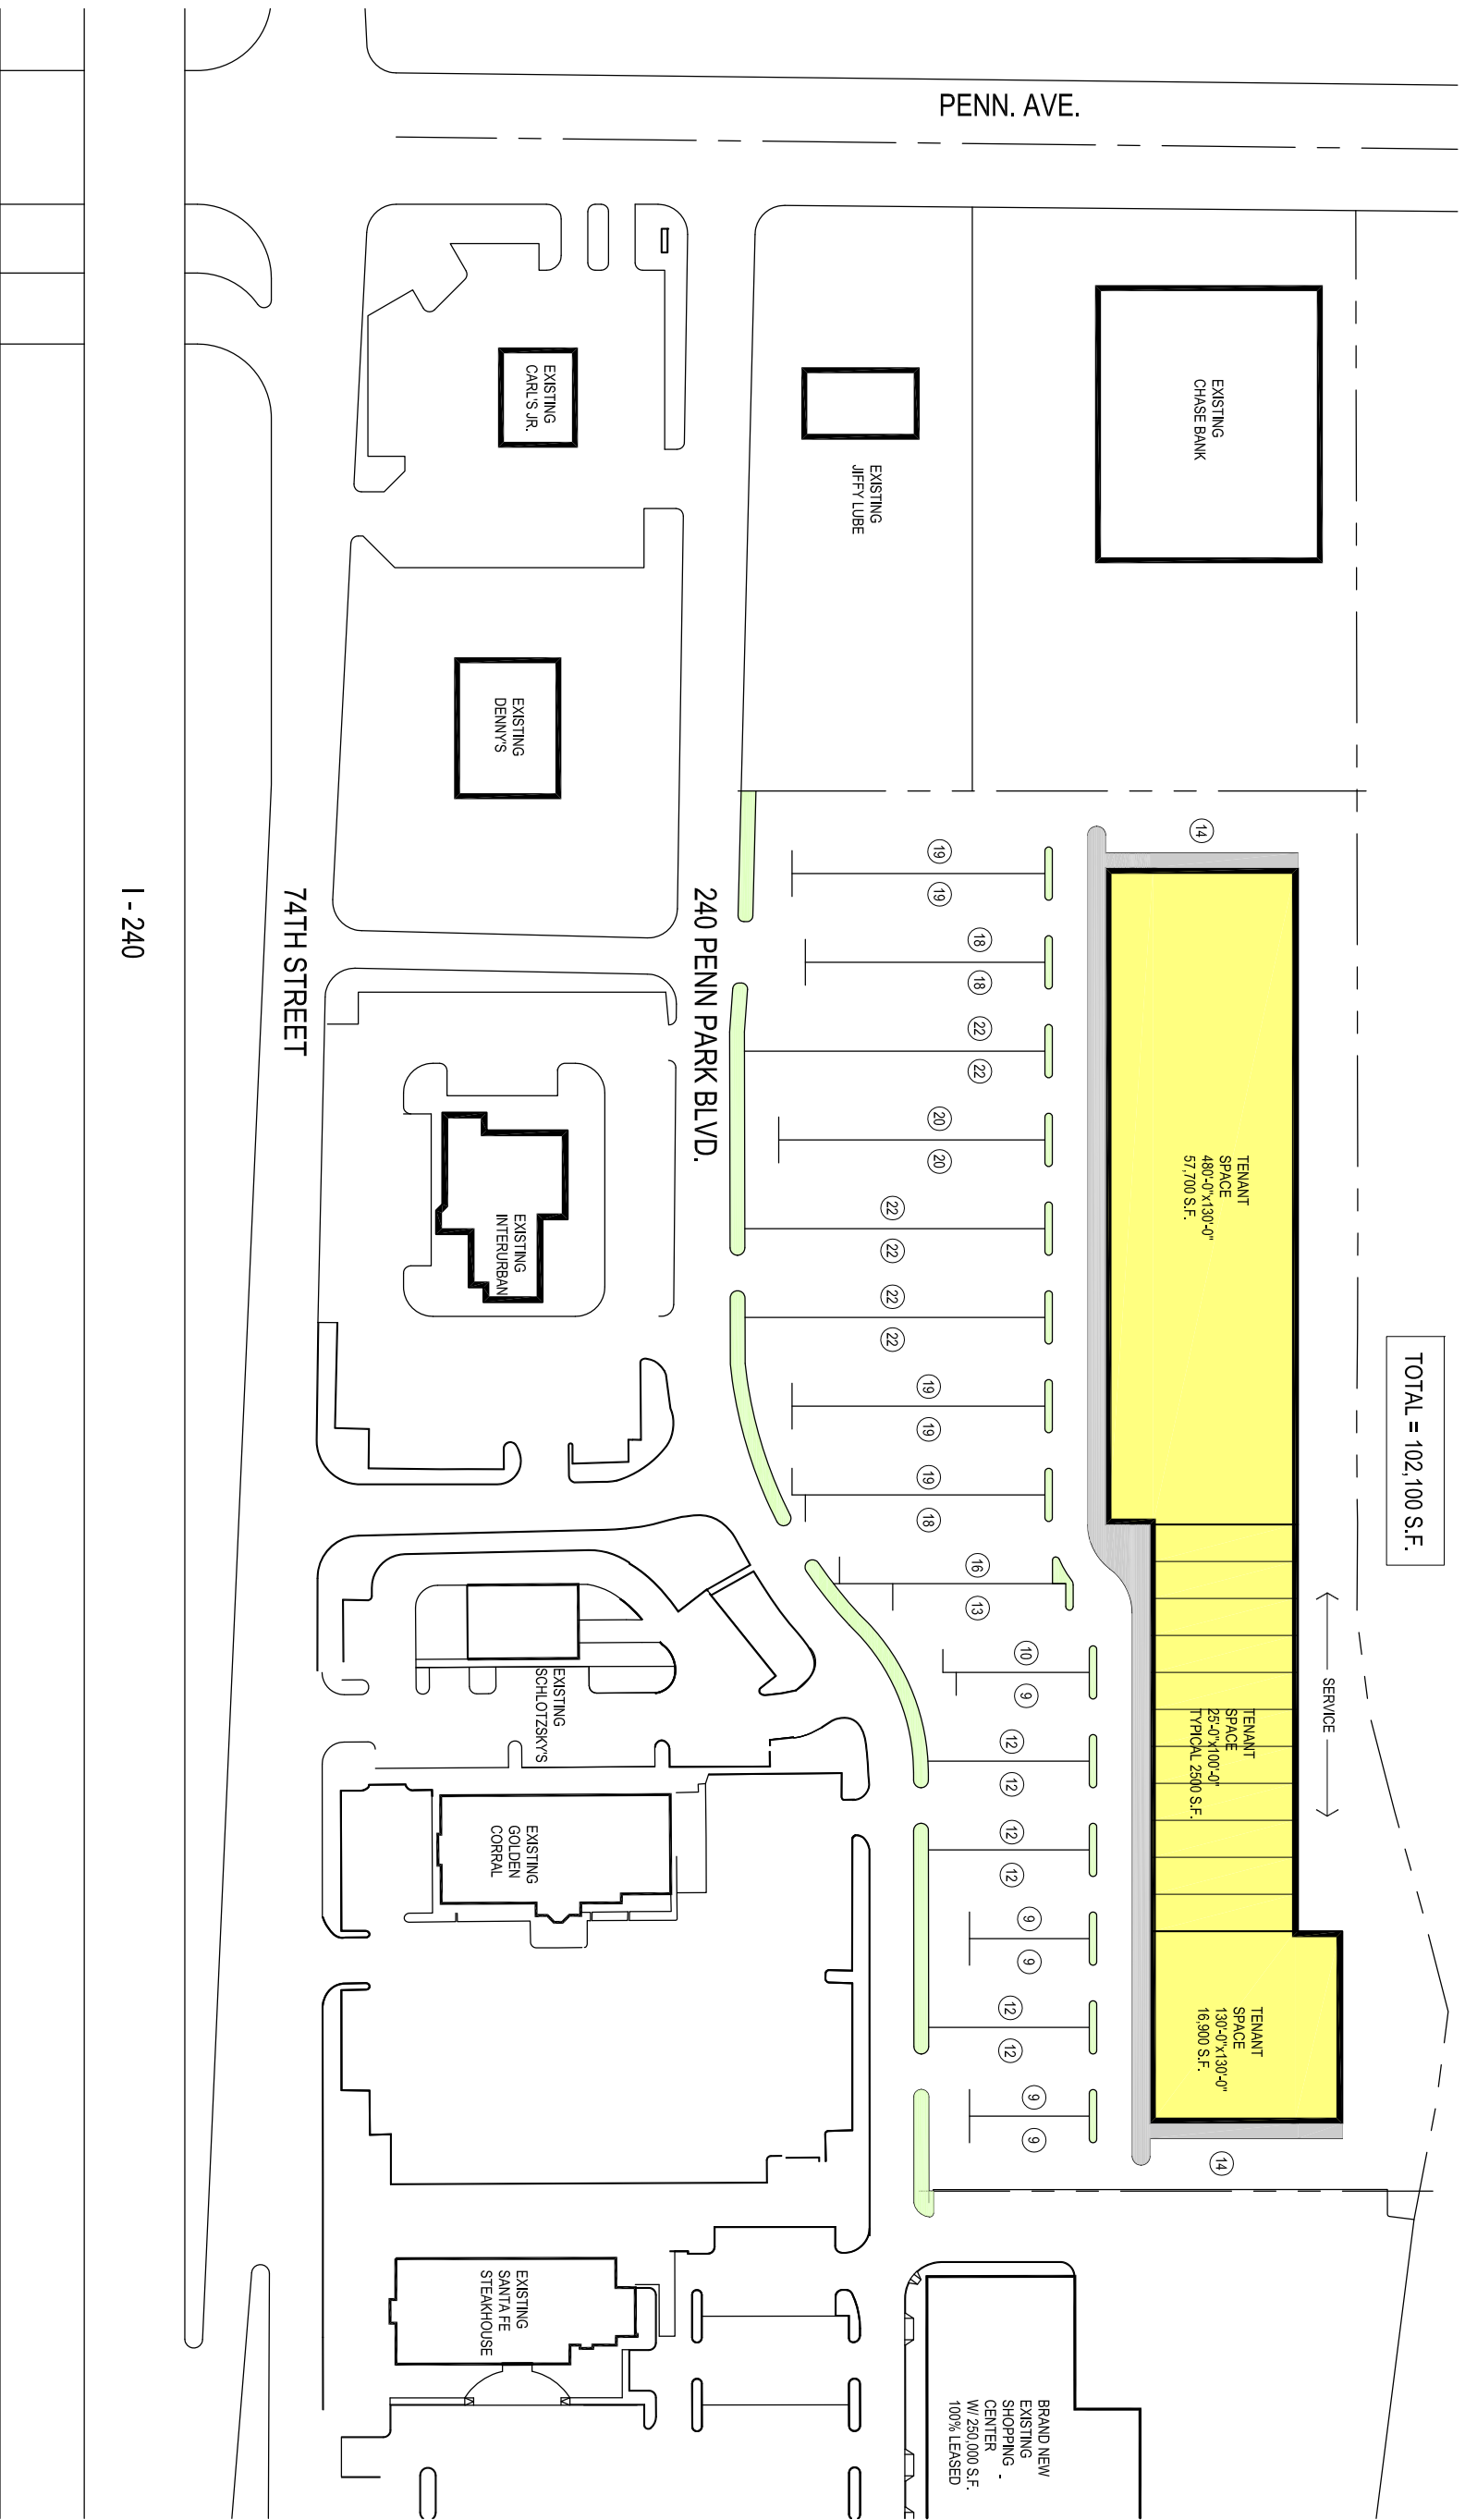 PENN. AVE.
EXISTING
CHASE BANK
EXISTING
JIFFY LUBE
EXISTING
CARL'S JR.
EXISTING
DENNY'S
I - 240
74TH STREET
240 PENN PARK BLVD.
TOTAL = 102,100 S.F.
SERVICE
TENANT
SPACE
480'-0"x130'-0"
57,700 S.F.
TENANT
SPACE
25'-0"x100'-0"
TYPICAL 2500 S.F.
TENANT
SPACE
130'-0"x130'-0"
16,900 S.F.
14
19
19
18
18
22
22
20
20
22
22
22
22
19
19
19
18
16
13
10
9
12
12
12
12
9
9
12
12
9
9
14
EXISTING
INTERURBAN
EXISTING
SCHLOTZSKY'S
EXISTING
GOLDEN
CORRAL
EXISTING
SANTA FE
STEAKHOUSE
BRAND NEW
EXISTING
SHOPPING -
CENTER
W/ 250,000 S.F.
100% LEASED